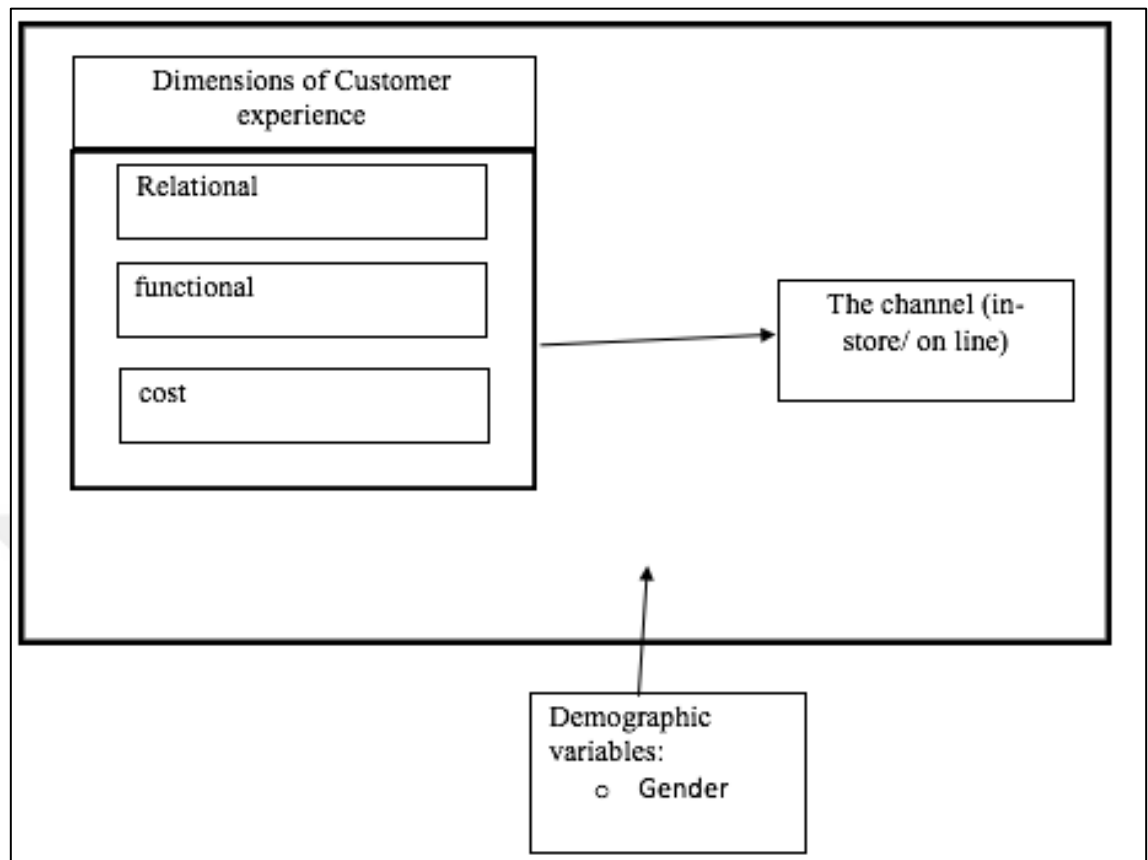 Dimensions of Customer
experience
Relational
functional
cost
The channel (in-
store/ on line)
Demographic
variables:
o Gender